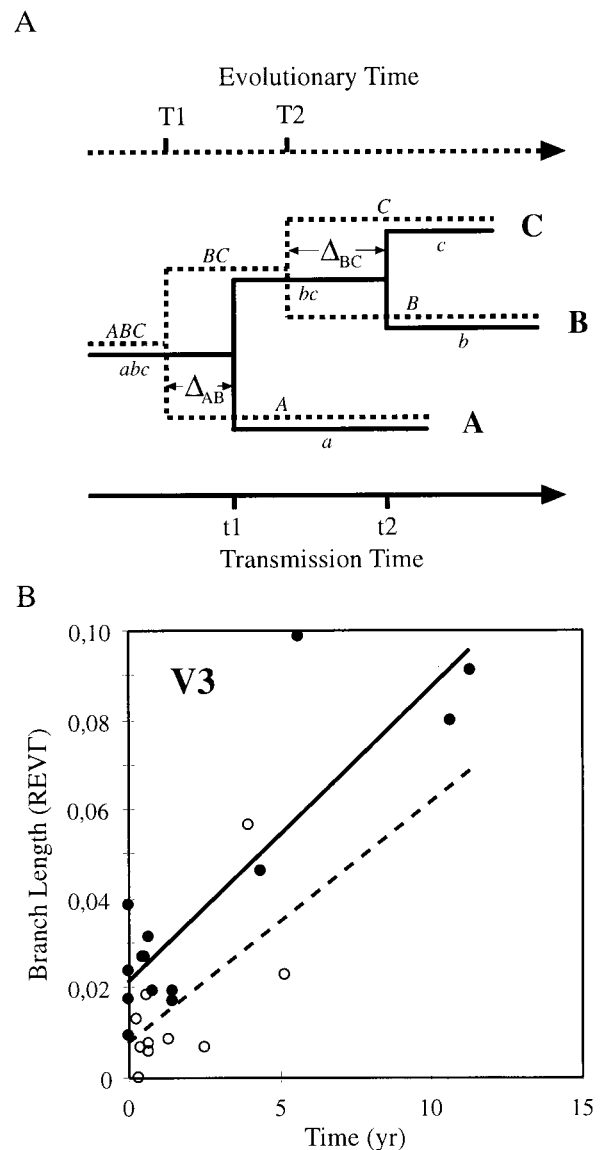 A
Evolutionary Time
T1 T2
C
C
c
BC
ΔBC
bc
B
B
b
ABC
abc
ΔAB
A
A
a
t1 t2
Transmission Time
B
0,10
V3
0,08
0,06
0,04
0,02
0
Branch Length (REVΓ)
0 5 10 15
Time (yr)